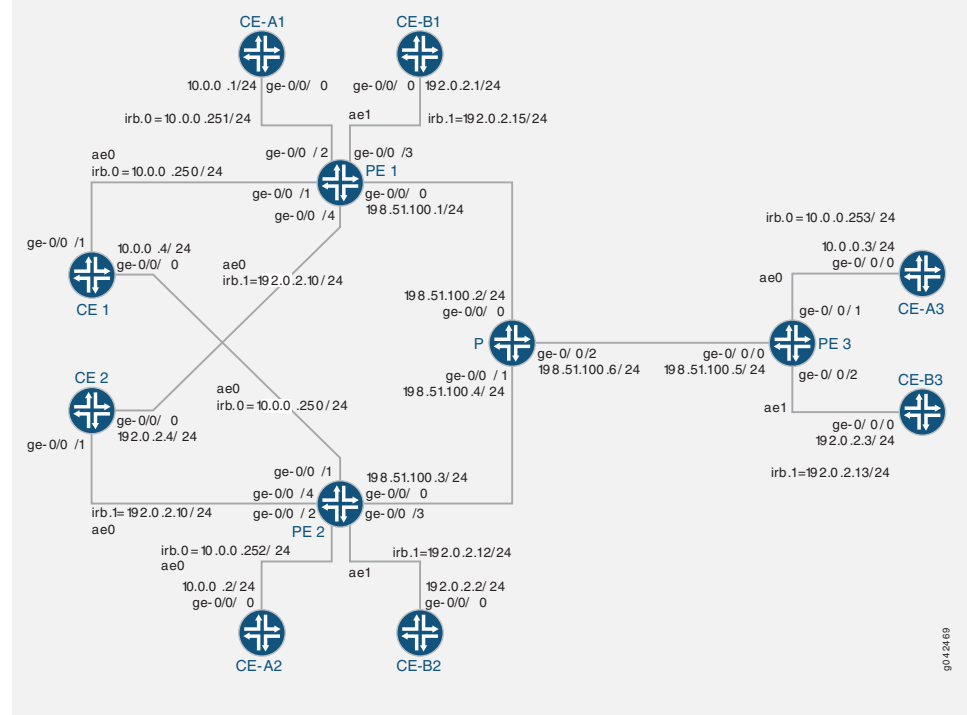 CE-A1
CE-B1
10.0.0 .1/24
ge-0/0/ 0
ge-0/0/ 0
192.0.2.1/24
irb.0=10.0.0 .251/24
ae1
irb.1=192.0.2.15/24
ge-0/0 /2
ge-0/0 /3
ae0
irb.0=10.0.0 .250/24
PE 1
ge-0/0 /1
ge-0/0/ 0
198.51.100 .1/24
ge-0/0 /4
ge-0/0 /1
10.0.0 .4/24
ge-0/0/ 0
CE 1
ae0
irb.1=192.0.2.10/24
irb.0=10.0.0.253/ 24
10.0.0.3/24
ge-0/ 0/0
ae0
CE-A3
198.51.100.2/ 24
ge-0/0/ 0
ge-0/ 0/1
P
ge-0/ 0/2
198.51.100 .6/ 24
ge-0/ 0/0
198.51.100.5/ 24
PE 3
ge-0/0 /1
198.51.100.4/ 24
ge-0/ 0/2
CE 2
CE-B3
ae0
irb.0=10.0.0 .250/24
ae1
ge-0/0/ 0
192.0.2.4/ 24
ge-0/ 0/0
192.0.2.3/ 24
ge-0/0 /1
irb.1=192.0.2.13/24
ge-0/0 /1
198.51.100 .3/24
ge-0/0 /4
ge-0/0/ 0
irb.1=192.0.2.10/24
ae0
ge-0/0 /2
ge-0/0 /3
PE 2
irb.0=10.0.0 .252/ 24
ae0
irb.1=192.0.2.12/24
ae1
10.0.0 .2/24
ge-0/0/ 0
192.0.2.2/ 24
ge-0/0/ 0
CE-A2
CE-B2
g042469